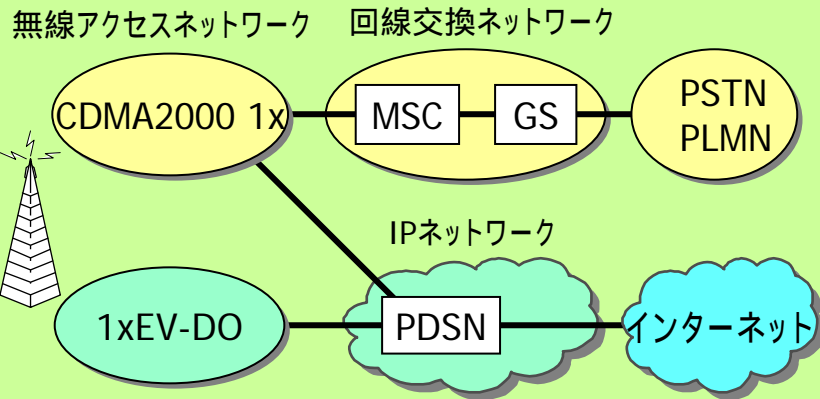 無線アクセスネットワーク
回線交換ネットワーク
CDMA2000 1x
MSC
GS
PSTN
PLMN
IPネットワーク
1xEV-DO
PDSN
インターネット